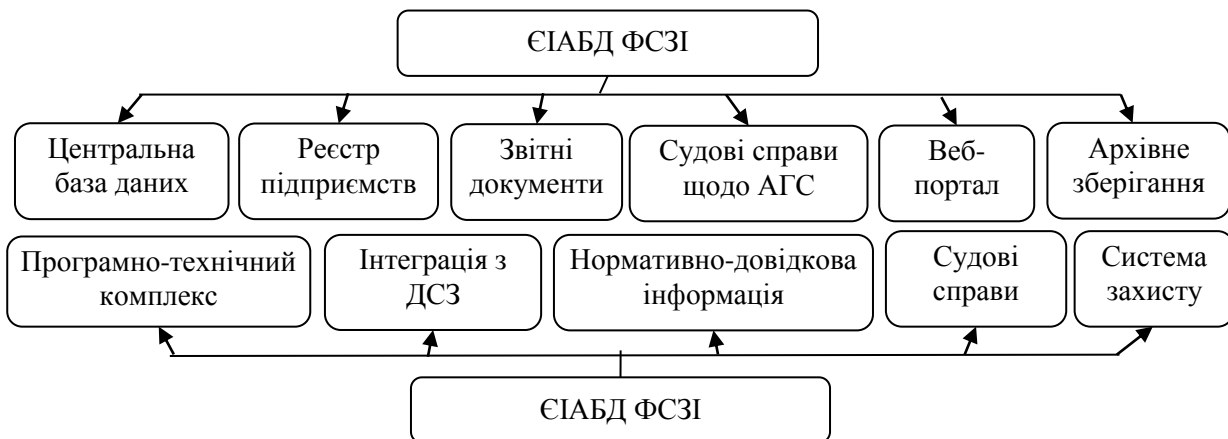 ЄІАБД ФСЗІ
Центральна
база даних
Реєстр
підприємств
Звітні
документи
Судові справи
щодо АГС
Веб-
портал
Архівне
зберігання
Програмно-технічний
комплекс
Інтеграція з
ДСЗ
Нормативно-довідкова
інформація
Судові
справи
Система
захисту
ЄІАБД ФСЗІ